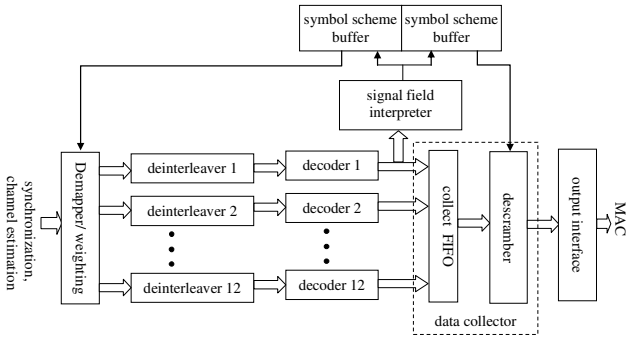 symbol scheme
buffer
symbol scheme
buffer
signal field
interpreter
synchronization,
channel estimation
Demapper/ weighting
deinterleaver 1
decoder 1
deinterleaver 2
decoder 2
deinterleaver 12
decoder 12
collect FIFO
descramber
data collector
output interface
MAC